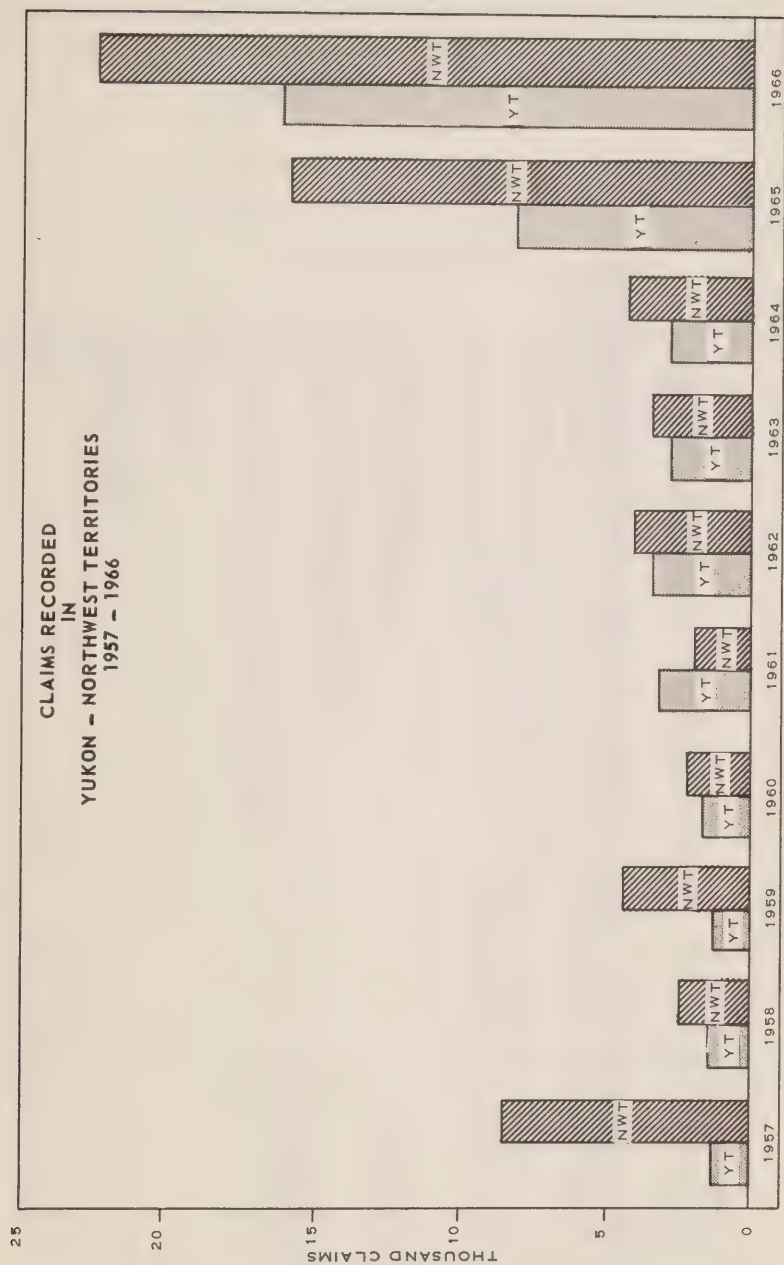 CLAIMS RECORDED
IN
YUKON – NORTHWEST TERRITORIES
1957 – 1966
THOUSAND CLAIMS
25
20
15
10
5
0
YT
NWT
YT
NWT
YT
NWT
YT
NWT
YT
NWT
YT
NWT
YT
NWT
YT
NWT
YT
NWT
YT
NWT
1957
1958
1959
1960
1961
1962
1963
1964
1965
1966